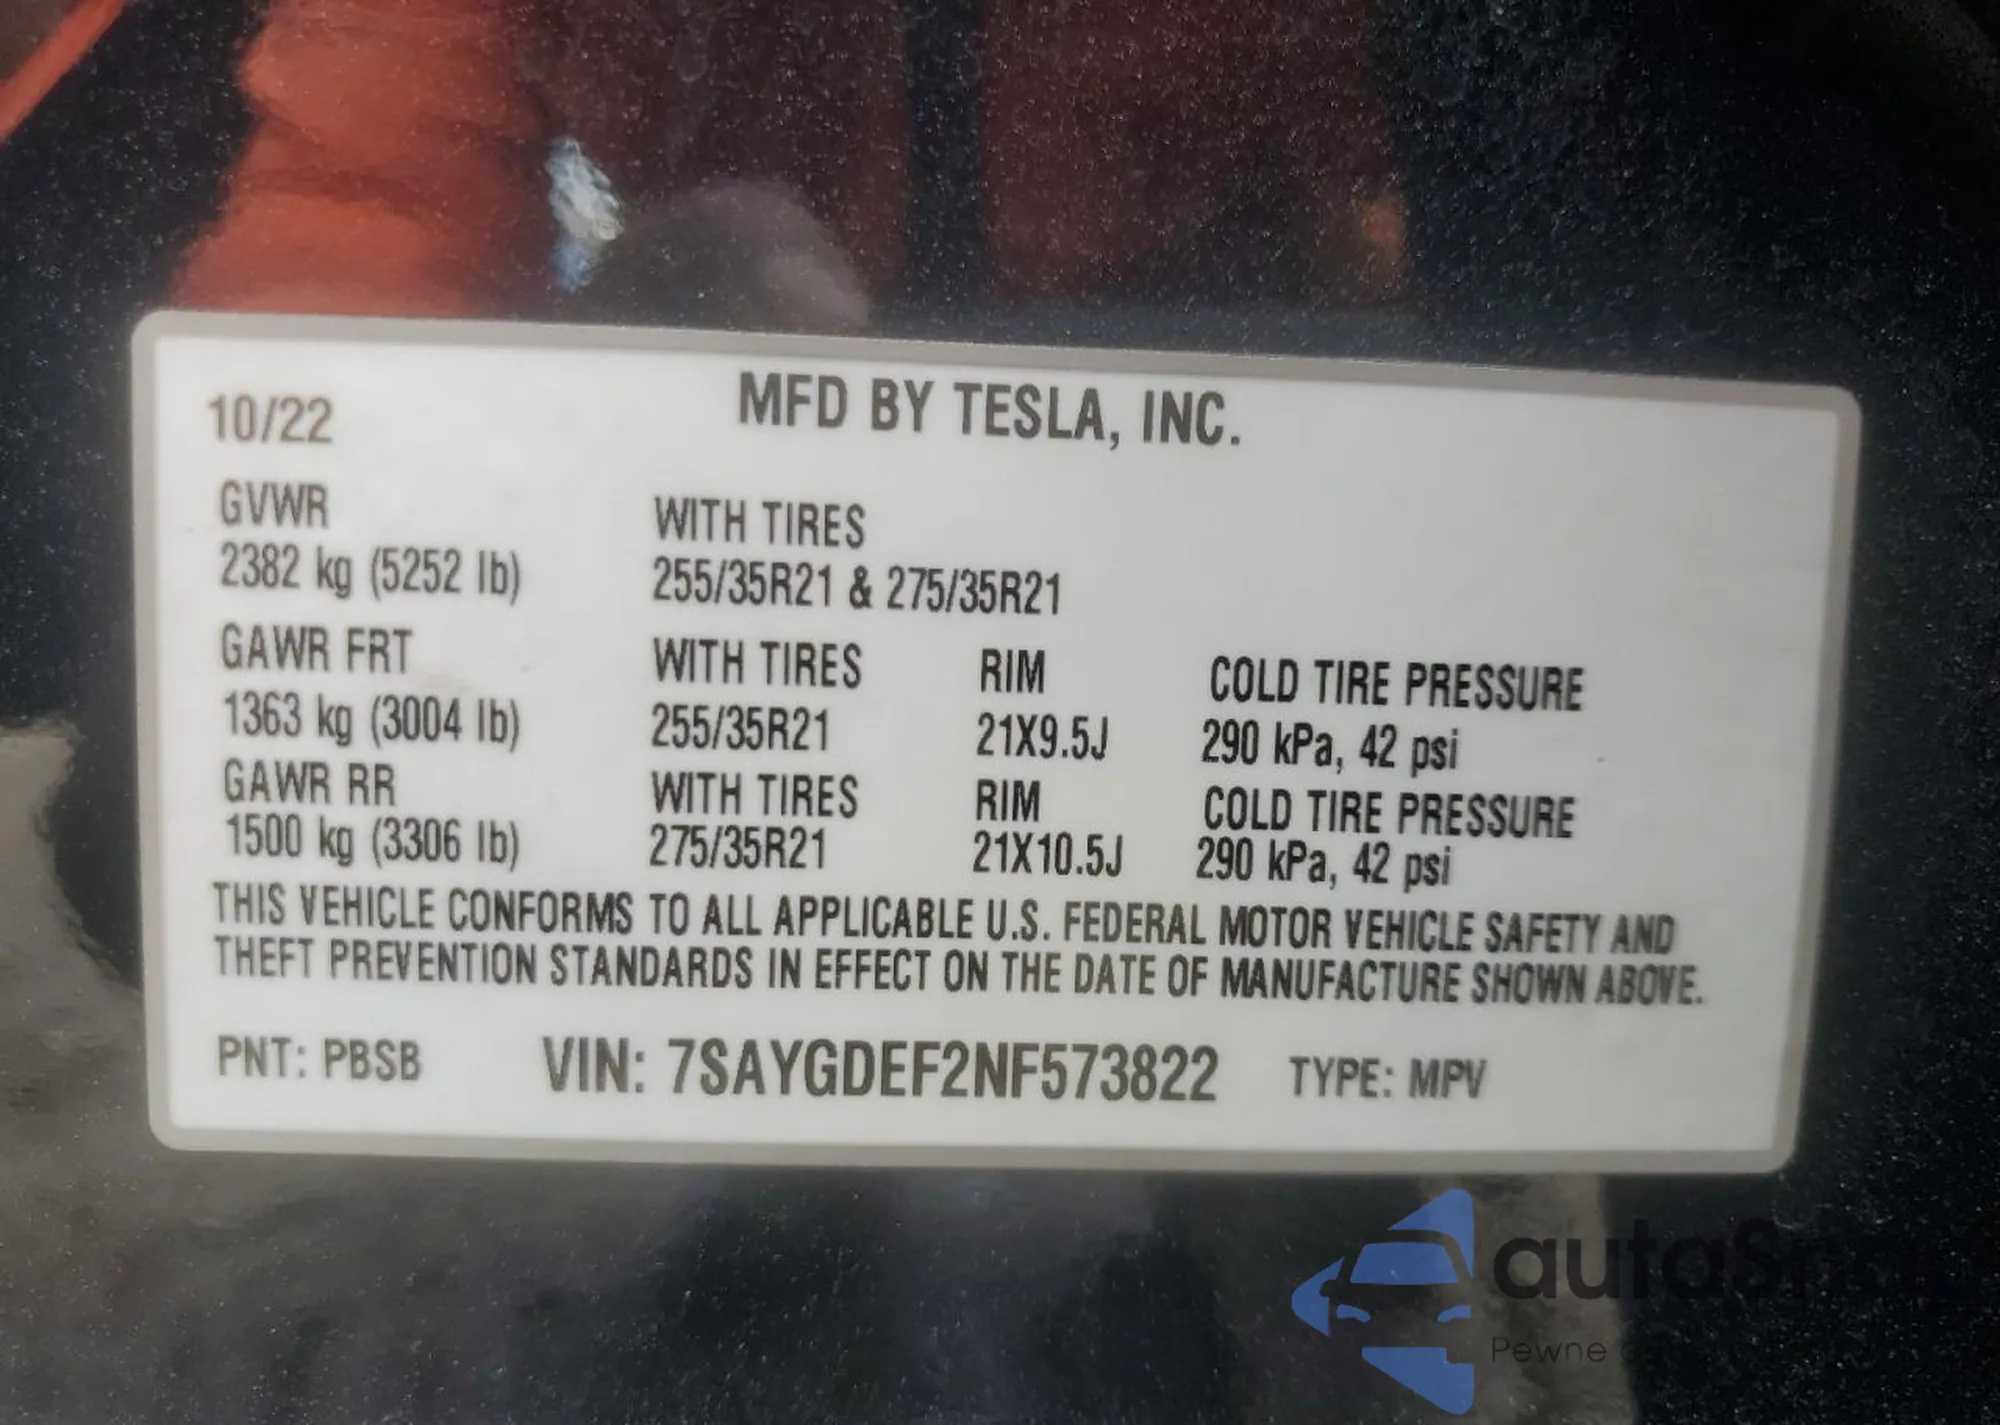 10/22 MFD BY TESLA, INC.
GVWR WITH TIRES
2382 kg (5252 lb) 255/35R21 & 275/35R21
GAWR FRT WITH TIRES RIM COLD TIRE PRESSURE
1363 kg (3004 lb) 255/35R21 21X9.5J 290 kPa, 42 psi
GAWR RR WITH TIRES RIM COLD TIRE PRESSURE
1500 kg (3306 lb) 275/35R21 21X10.5J 290 kPa, 42 psi
THIS VEHICLE CONFORMS TO ALL APPLICABLE U.S. FEDERAL MOTOR VEHICLE SAFETY AND
THEFT PREVENTION STANDARDS IN EFFECT ON THE DATE OF MANUFACTURE SHOWN ABOVE.
PNT: PBSB VIN: 7SAYGDEF2NF573822 TYPE: MPV
Pewne